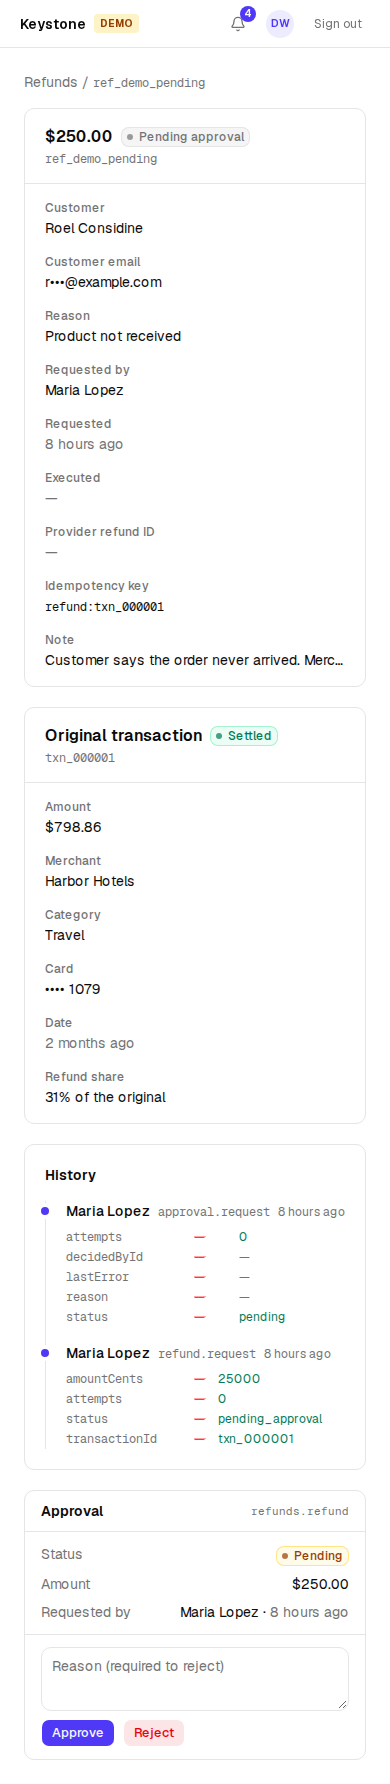 Keystone DEMO 4 DW Sign out
Refunds / ref_demo_pending
$250.00 Pending approval
ref_demo_pending
Customer
Roel Considine
Customer email
r•••@example.com
Reason
Product not received
Requested by
Maria Lopez
Requested
8 hours ago
Executed
—
Provider refund ID
—
Idempotency key
refund:txn_000001
Note
Customer says the order never arrived. Merc…
Original transaction Settled
txn_000001
Amount
$798.86
Merchant
Harbor Hotels
Category
Travel
Card
•••• 1079
Date
2 months ago
Refund share
31% of the original
History
Maria Lopez approval.request 8 hours ago
attempts — 0
decidedById — —
lastError — —
reason — —
status — pending
Maria Lopez refund.request 8 hours ago
amountCents — 25000
attempts — 0
status — pending_approval
transactionId — txn_000001
Approval refunds.refund
Status Pending
Amount $250.00
Requested by Maria Lopez · 8 hours ago
Reason (required to reject)
Approve Reject